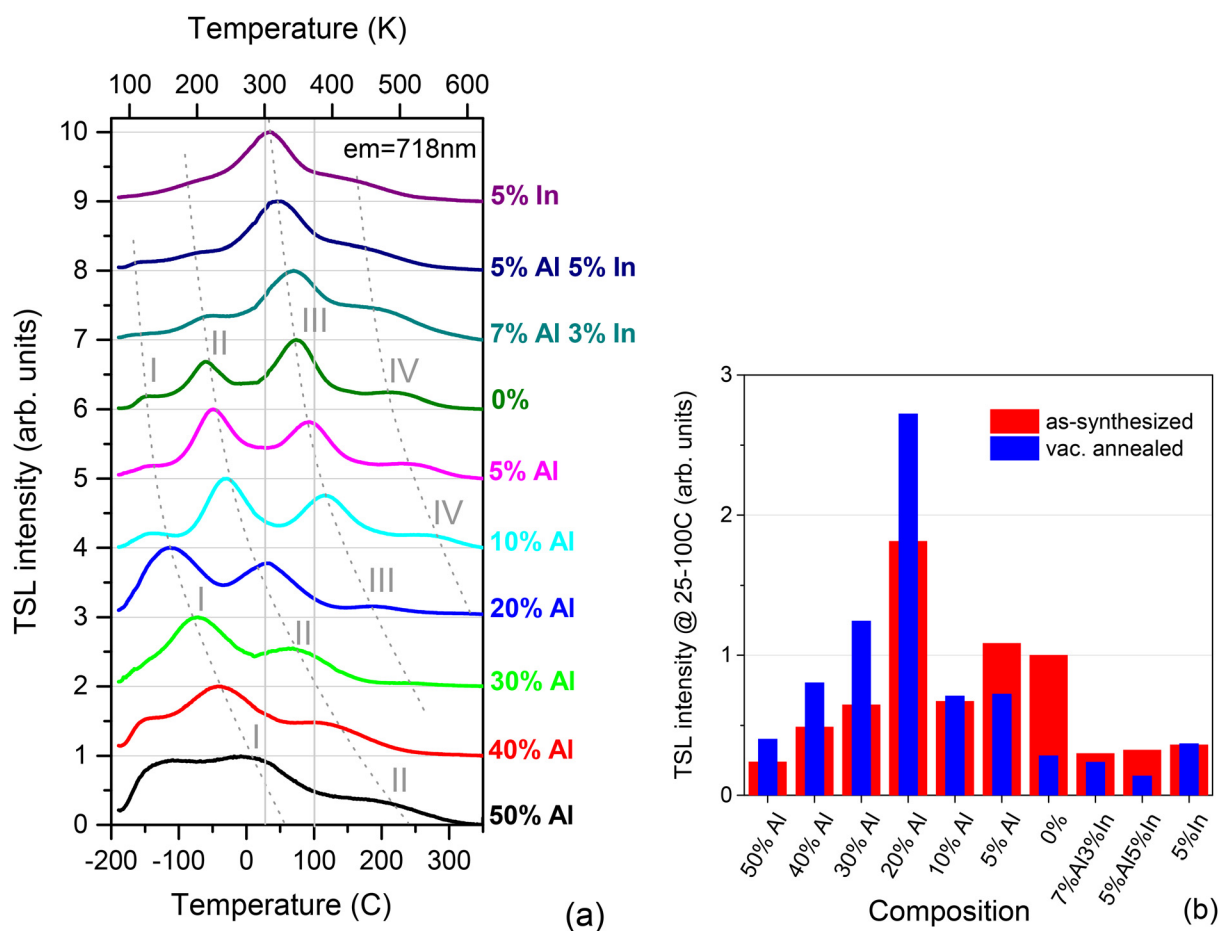 Temperature (K)
100 200 300 400 500 600
em=718nm
TSL intensity (arb. units)
10
9
8
7
6
5
4
3
2
1
0
5% In
5% Al 5% In
7% Al 3% In
0%
5% Al
10% Al
20% Al
30% Al
40% Al
50% Al
I
II
III
IV
IV
III
I
II
I
II
-200 -100 0 100 200 300
Temperature (C)
(a)
TSL intensity @ 25-100C (arb. units)
3
2
1
0
as-synthesized
vac. annealed
50% Al
40% Al
30% Al
20% Al
10% Al
5% Al
0%
7%Al3%In
5%Al5%In
5%In
Composition
(b)